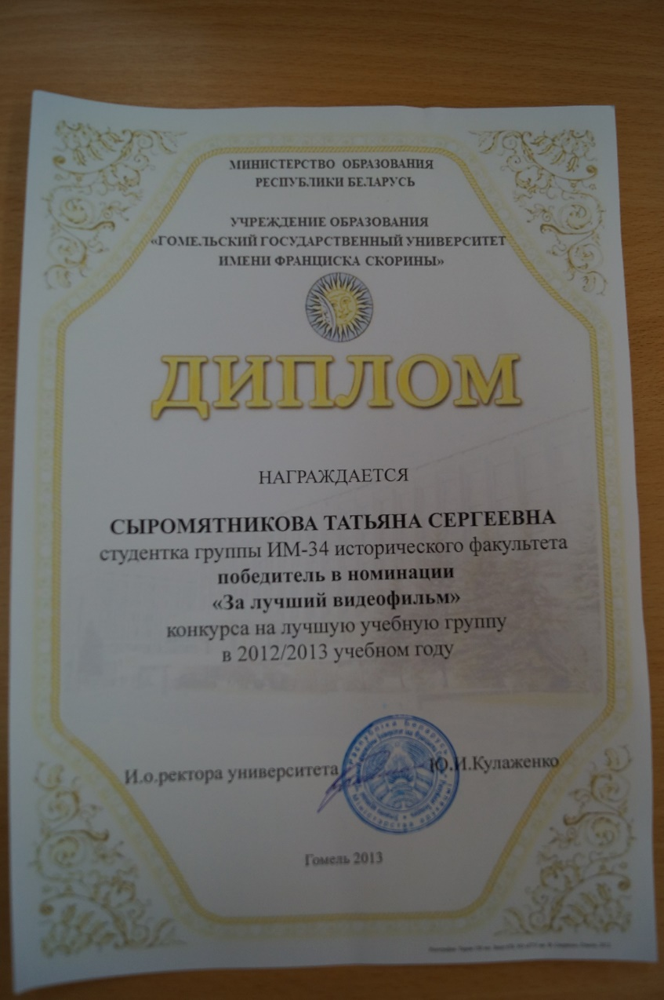 МИНИСТЕРСТВО ОБРАЗОВАНИЯ
РЕСПУБЛИКИ БЕЛАРУСЬ
УЧРЕЖДЕНИЕ ОБРАЗОВАНИЯ
«ГОМЕЛЬСКИЙ ГОСУДАРСТВЕННЫЙ УНИВЕРСИТЕТ
ИМЕНИ ФРАНЦИСКА СКОРИНЫ»
ДИПЛОМ
НАГРАЖДАЕТСЯ
СЫРОМЯТНИКОВА ТАТЬЯНА СЕРГЕЕВНА
студентка группы ИМ-34 исторического факультета
победитель в номинации
«За лучший видеофильм»
конкурса на лучшую учебную группу
в 2012/2013 учебном году
И.о.ректора университета Ю.И.Кулаженко
Рэспубліка Беларусь
Гомель 2013